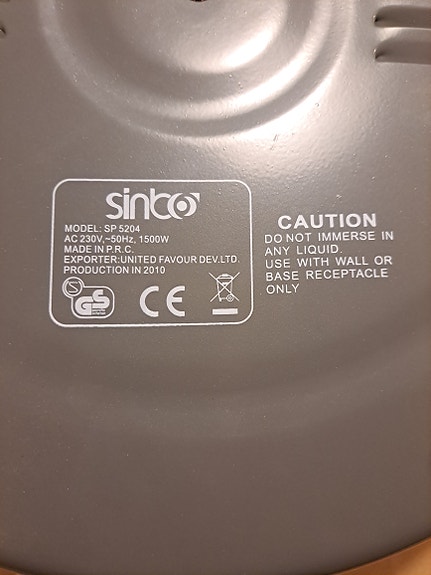 sinbo
MODEL: SP 5204
AC 230V,~50Hz, 1500W
MADE IN P.R.C.
EXPORTER:UNITED FAVOUR DEV.LTD.
PRODUCTION IN 2010
GS
CE
CAUTION
DO NOT IMMERSE IN
ANY LIQUID.
USE WITH WALL OR
BASE RECEPTACLE
ONLY